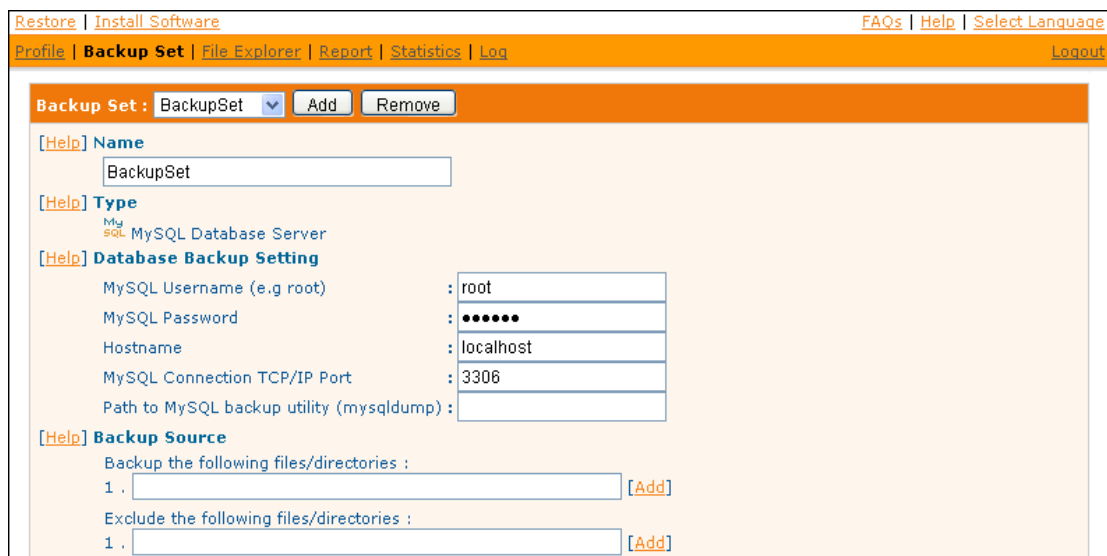 Restore | Install Software FAQs | Help | Select Language
Profile | Backup Set | File Explorer | Report | Statistics | Log Logout
Backup Set : BackupSet Add Remove
[Help] Name
BackupSet
[Help] Type
My SQL MySQL Database Server
[Help] Database Backup Setting
MySQL Username (e.g root) : root
MySQL Password : ●●●●●●
Hostname : localhost
MySQL Connection TCP/IP Port : 3306
Path to MySQL backup utility (mysqldump) :
[Help] Backup Source
Backup the following files/directories :
1 . [Add]
Exclude the following files/directories :
1 . [Add]